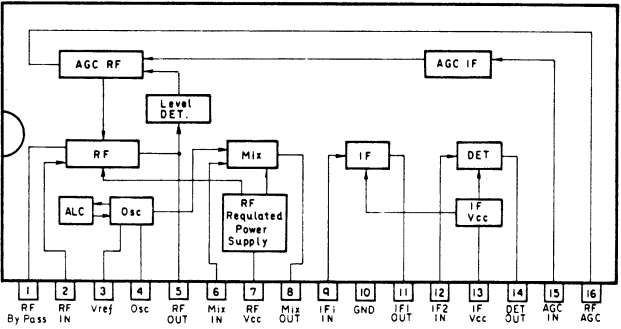 AGC RF
AGC IF
Level
DET.
RF
Mix
IF
DET
ALC
Osc
RF
Requlated
Power
Supply
IF
Vcc
1 2 3 4 5 6 7 8 9 10 11 12 13 14 15 16
RF
By Pass
RF
IN
Vref
Osc
RF
OUT
Mix
IN
RF
Vcc
Mix
OUT
IFi
IN
GND
IFI
OUT
IF2
IN
IF
Vcc
DET
OUT
AGC
IN
RF
AGC